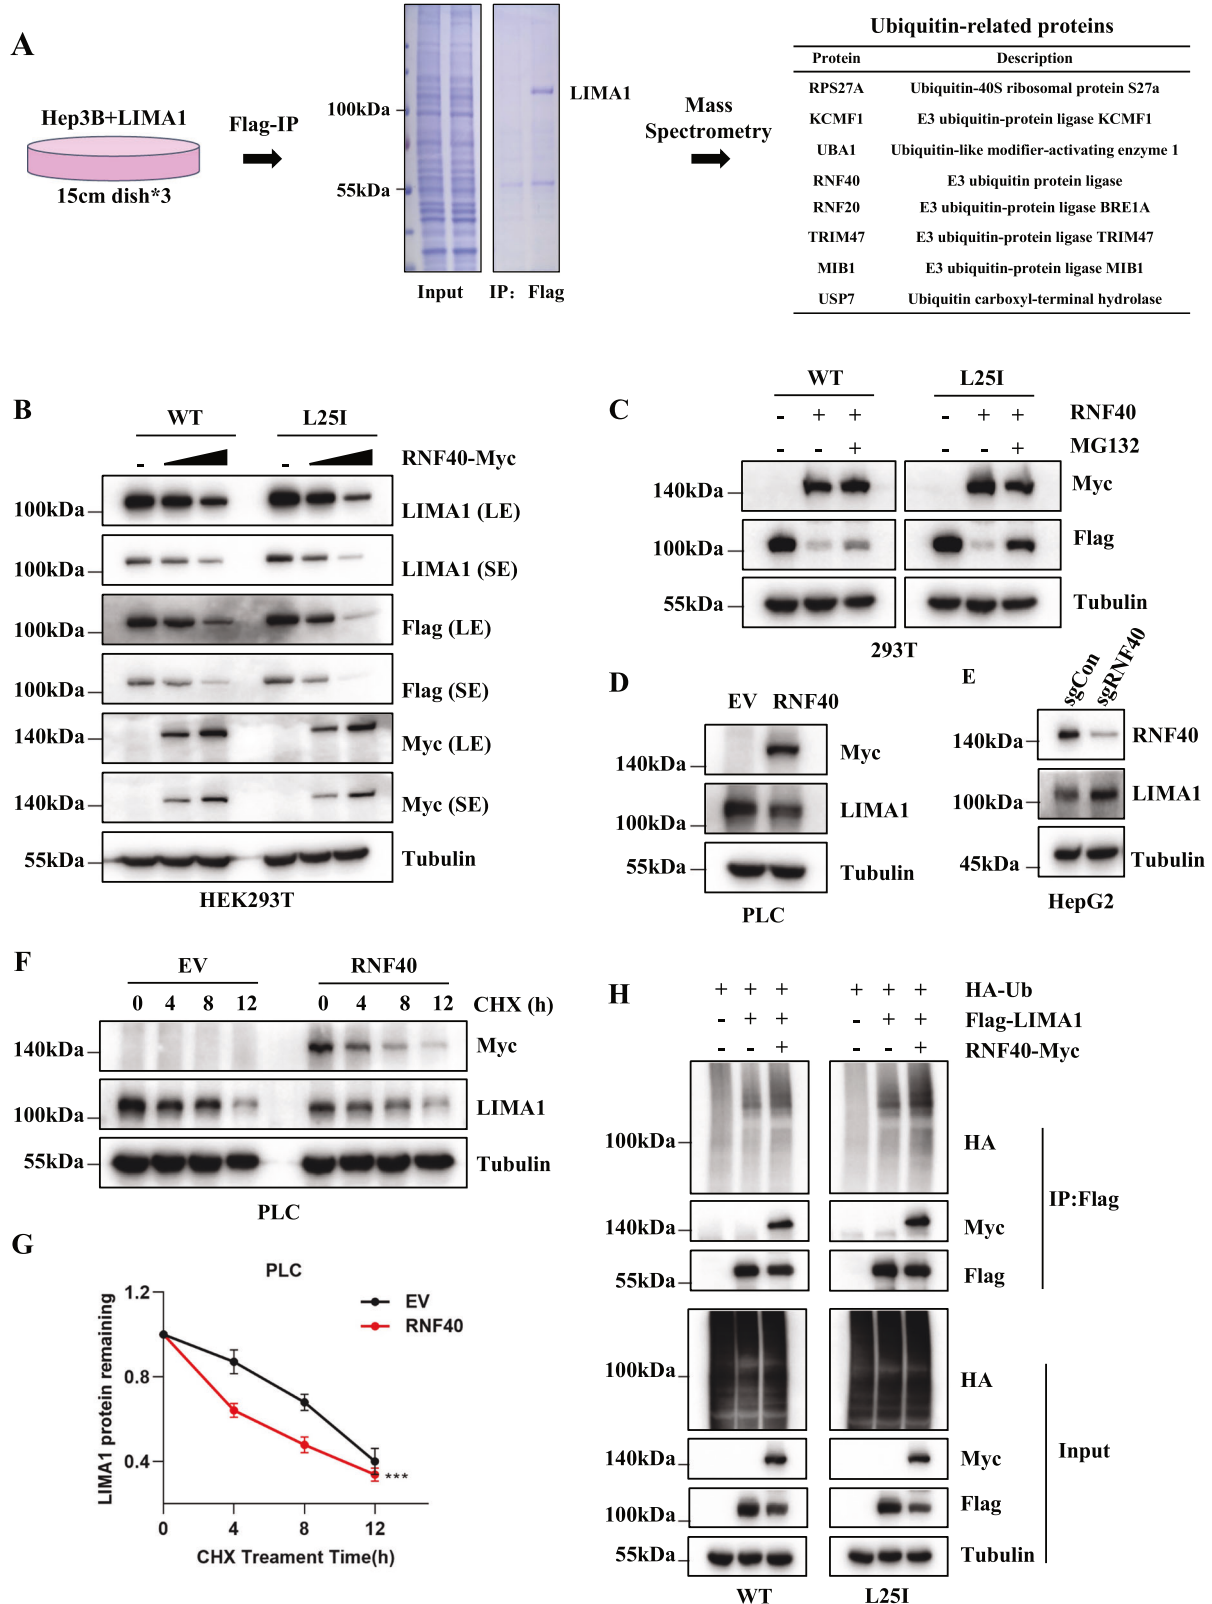 A
Hep3B+LIMA1
15cm dish*3
Flag-IP
100kDa
55kDa
LIMA1
Input
IP: Flag
Mass
Spectrometry
Ubiquitin-related proteins
Protein Description
RPS27A Ubiquitin-40S ribosomal protein S27a
KCMF1 E3 ubiquitin-protein ligase KCMF1
UBA1 Ubiquitin-like modifier-activating enzyme 1
RNF40 E3 ubiquitin protein ligase
RNF20 E3 ubiquitin-protein ligase BRE1A
TRIM47 E3 ubiquitin-protein ligase TRIM47
MIB1 E3 ubiquitin-protein ligase MIB1
USP7 Ubiquitin carboxyl-terminal hydrolase
B
WT L25I
- - RNF40-Myc
100kDa LIMA1 (LE)
100kDa LIMA1 (SE)
100kDa Flag (LE)
100kDa Flag (SE)
140kDa Myc (LE)
140kDa Myc (SE)
55kDa Tubulin
HEK293T
C
WT L25I
- + + - + + RNF40
- - + - - + MG132
140kDa Myc
100kDa Flag
55kDa Tubulin
293T
D
EV RNF40
140kDa Myc
100kDa LIMA1
55kDa Tubulin
PLC
E
sgCon sgRNF40
140kDa RNF40
100kDa LIMA1
45kDa Tubulin
HepG2
F
EV RNF40
0 4 8 12 0 4 8 12 CHX (h)
140kDa Myc
100kDa LIMA1
55kDa Tubulin
PLC
G
PLC
LIMA1 protein remaining
1.2
0.8
0.4
EV
RNF40
***
0 4 8 12
CHX Treament Time(h)
H
+ + + + + + HA-Ub
- + + - + + Flag-LIMA1
- - + - - + RNF40-Myc
100kDa HA
140kDa Myc
55kDa Flag
IP:Flag
100kDa HA
140kDa Myc
100kDa Flag
55kDa Tubulin
Input
WT L25I